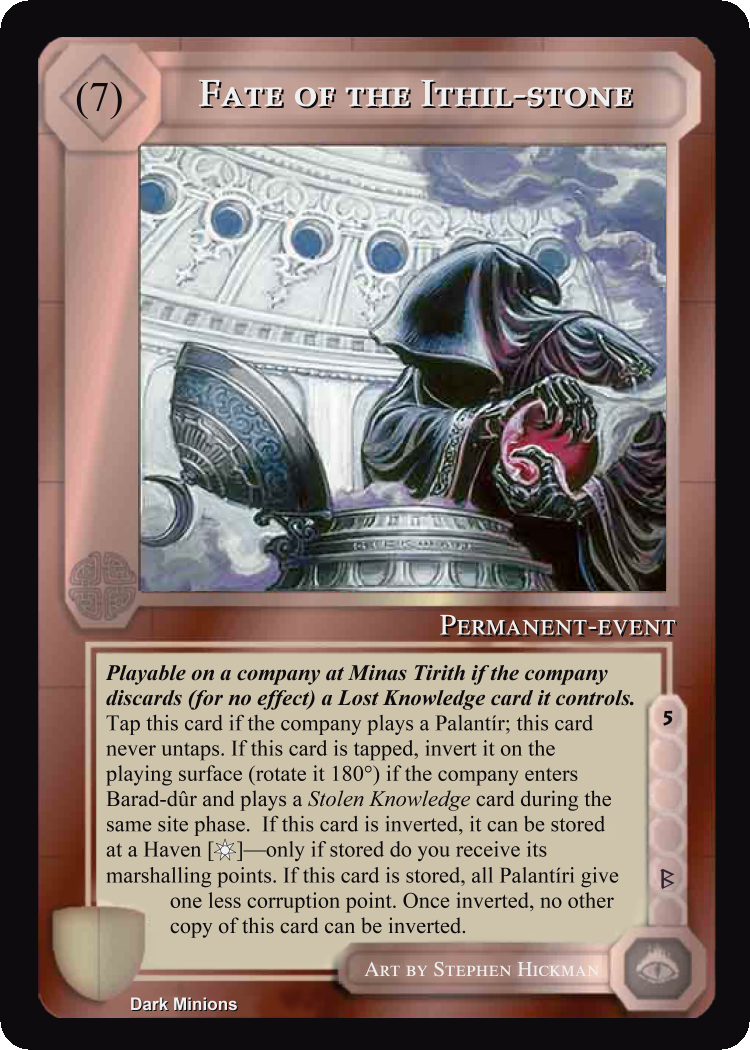 (7)
FATE OF THE ITHIL-STONE
PERMANENT-EVENT
Playable on a company at Minas Tirith if the company
discards (for no effect) a Lost Knowledge card it controls.
Tap this card if the company plays a Palantír; this card
never untaps. If this card is tapped, invert it on the
playing surface (rotate it 180°) if the company enters
Barad-dûr and plays a Stolen Knowledge card during the
same site phase. If this card is inverted, it can be stored
at a Haven [☼]—only if stored do you receive its
marshalling points. If this card is stored, all Palantíri give
one less corruption point. Once inverted, no other
copy of this card can be inverted.
5
ᛒ
ART BY STEPHEN HICKMAN
Dark Minions